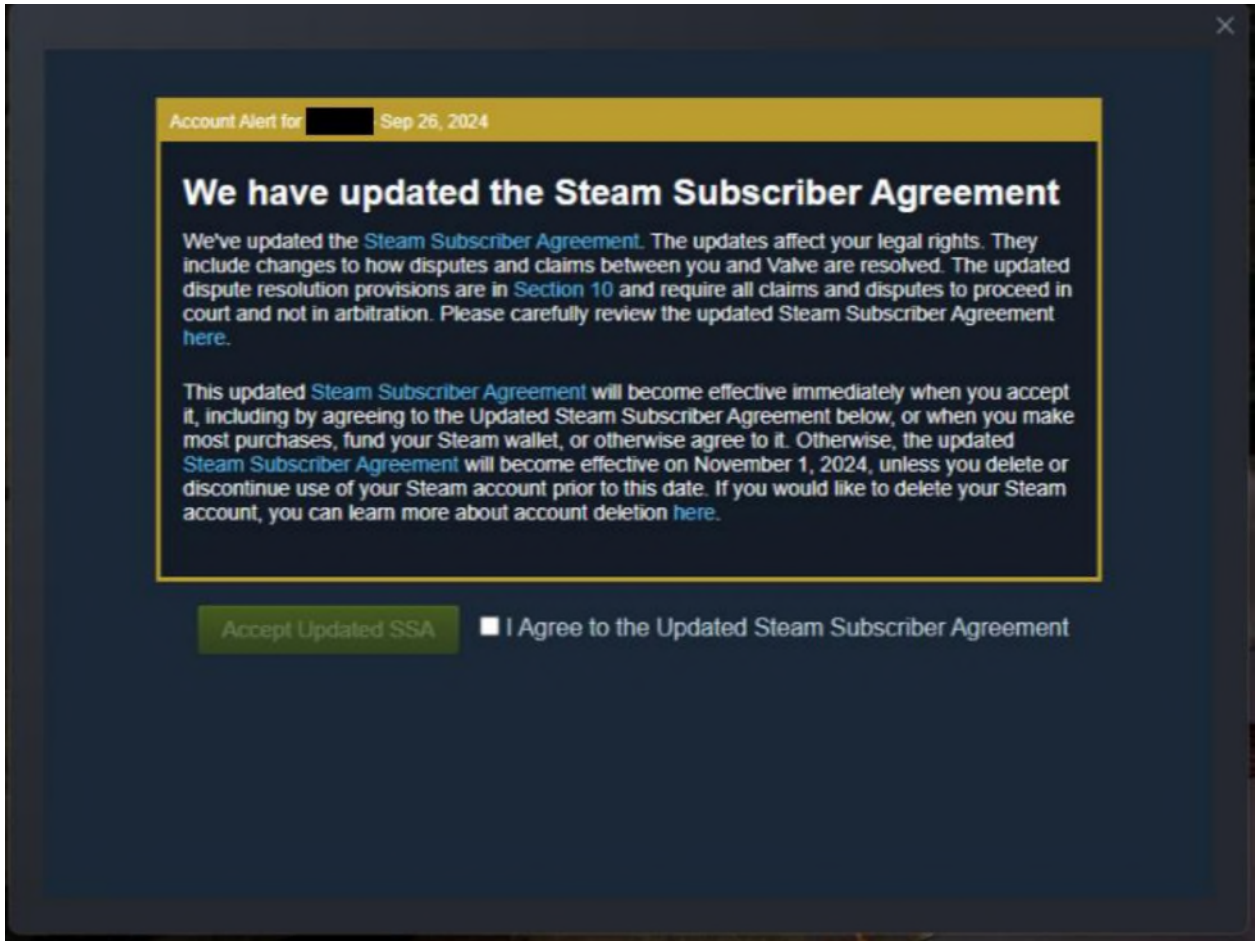 Account Alert for Sep 26, 2024
We have updated the Steam Subscriber Agreement
We've updated the Steam Subscriber Agreement. The updates affect your legal rights. They
include changes to how disputes and claims between you and Valve are resolved. The updated
dispute resolution provisions are in Section 10 and require all claims and disputes to proceed in
court and not in arbitration. Please carefully review the updated Steam Subscriber Agreement
here.
This updated Steam Subscriber Agreement will become effective immediately when you accept
it, including by agreeing to the Updated Steam Subscriber Agreement below, or when you make
most purchases, fund your Steam wallet, or otherwise agree to it. Otherwise, the updated
Steam Subscriber Agreement will become effective on November 1, 2024, unless you delete or
discontinue use of your Steam account prior to this date. If you would like to delete your Steam
account, you can learn more about account deletion here.
Accept Updated SSA I Agree to the Updated Steam Subscriber Agreement